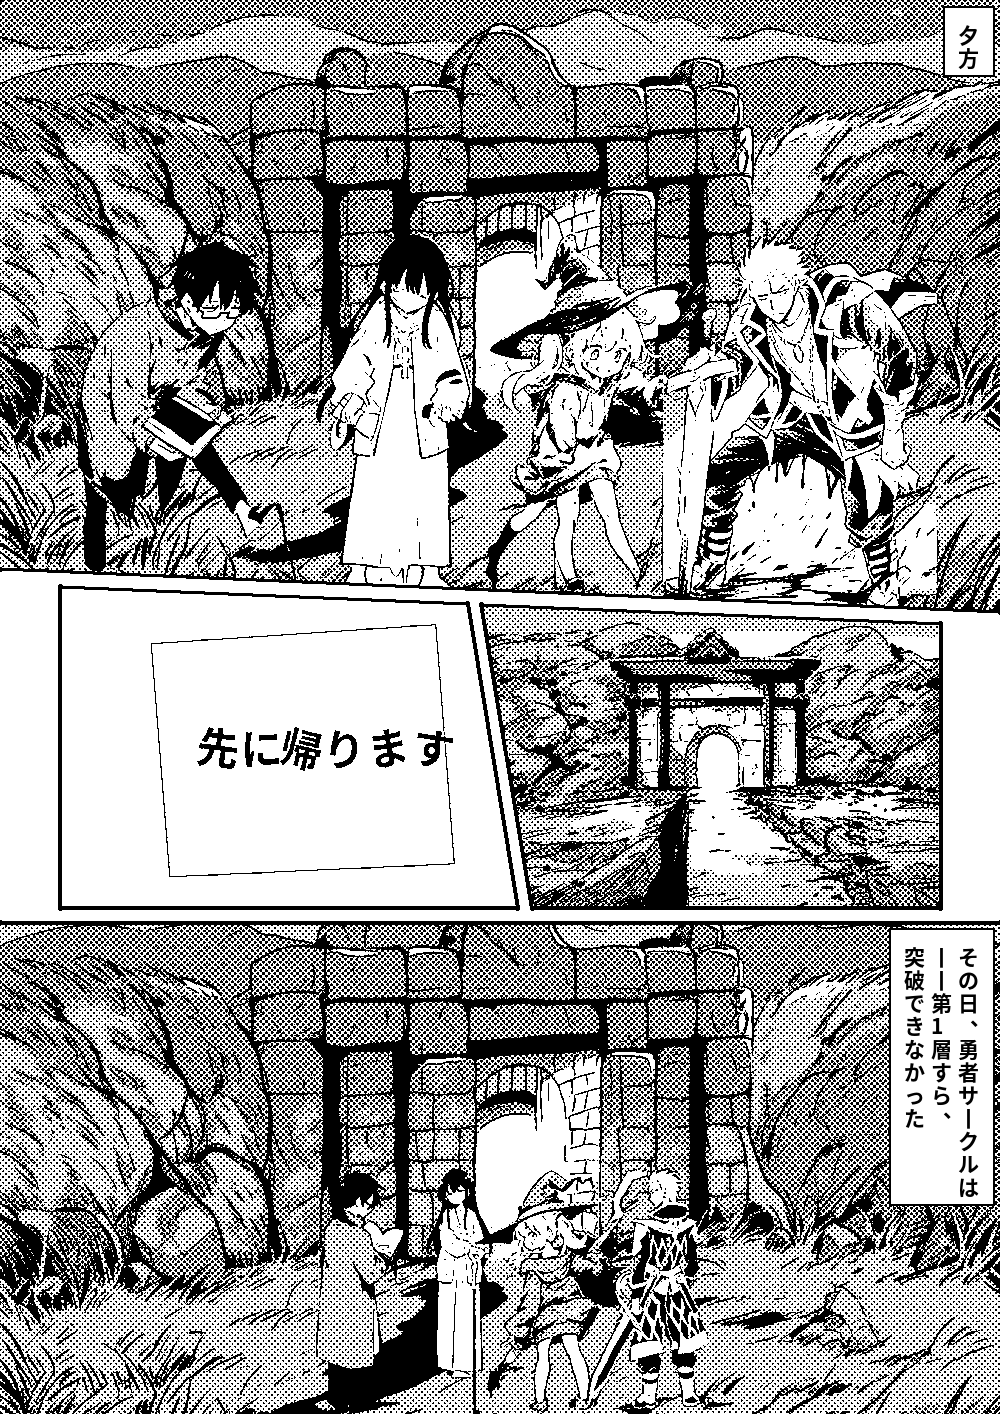 夕方
先に帰ります
その日、勇者サークルは
――第1層すら、
突破できなかった